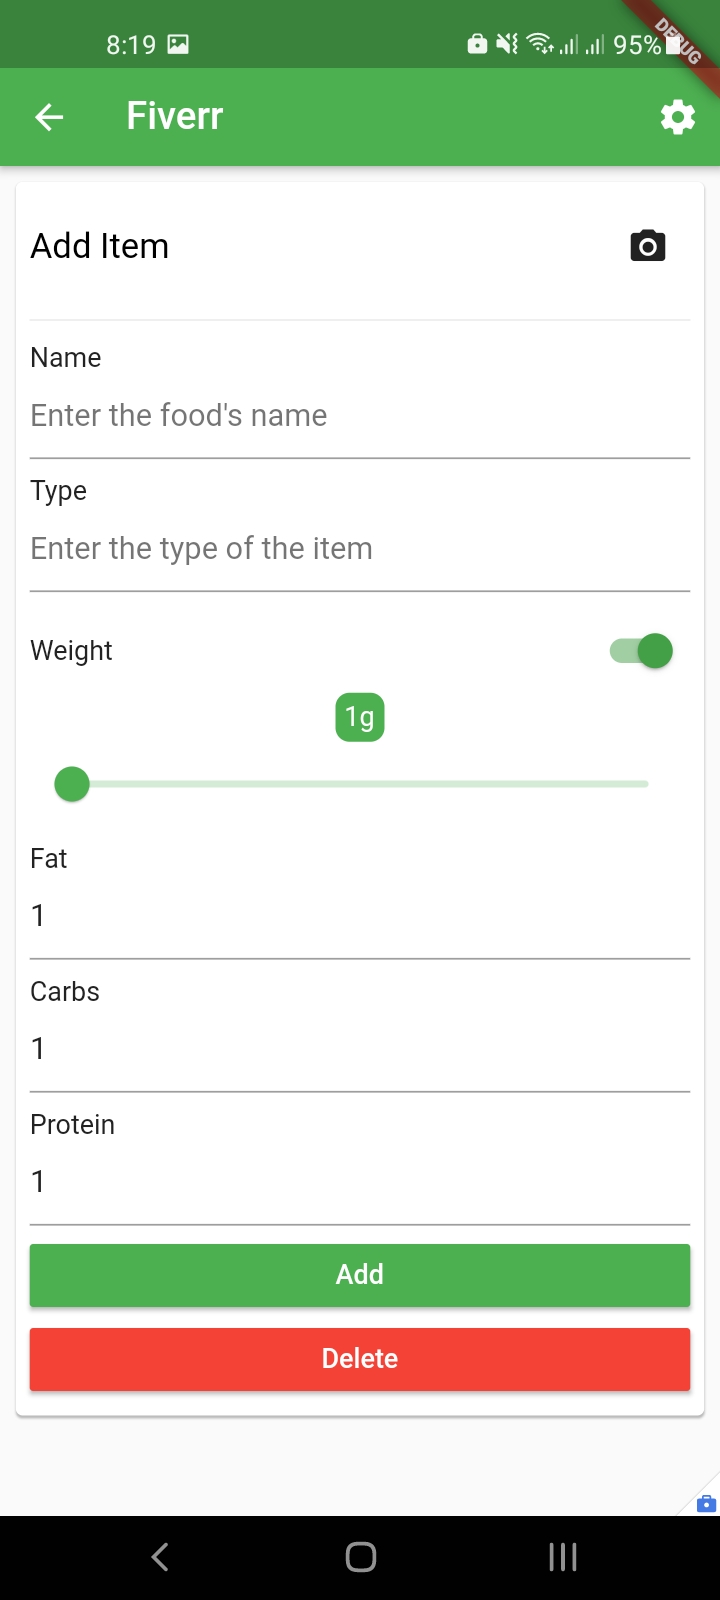 8:19
95%
DEBUG
Fiverr
Add Item
Name
Enter the food's name
Type
Enter the type of the item
Weight
1g
Fat
1
Carbs
1
Protein
1
Add
Delete